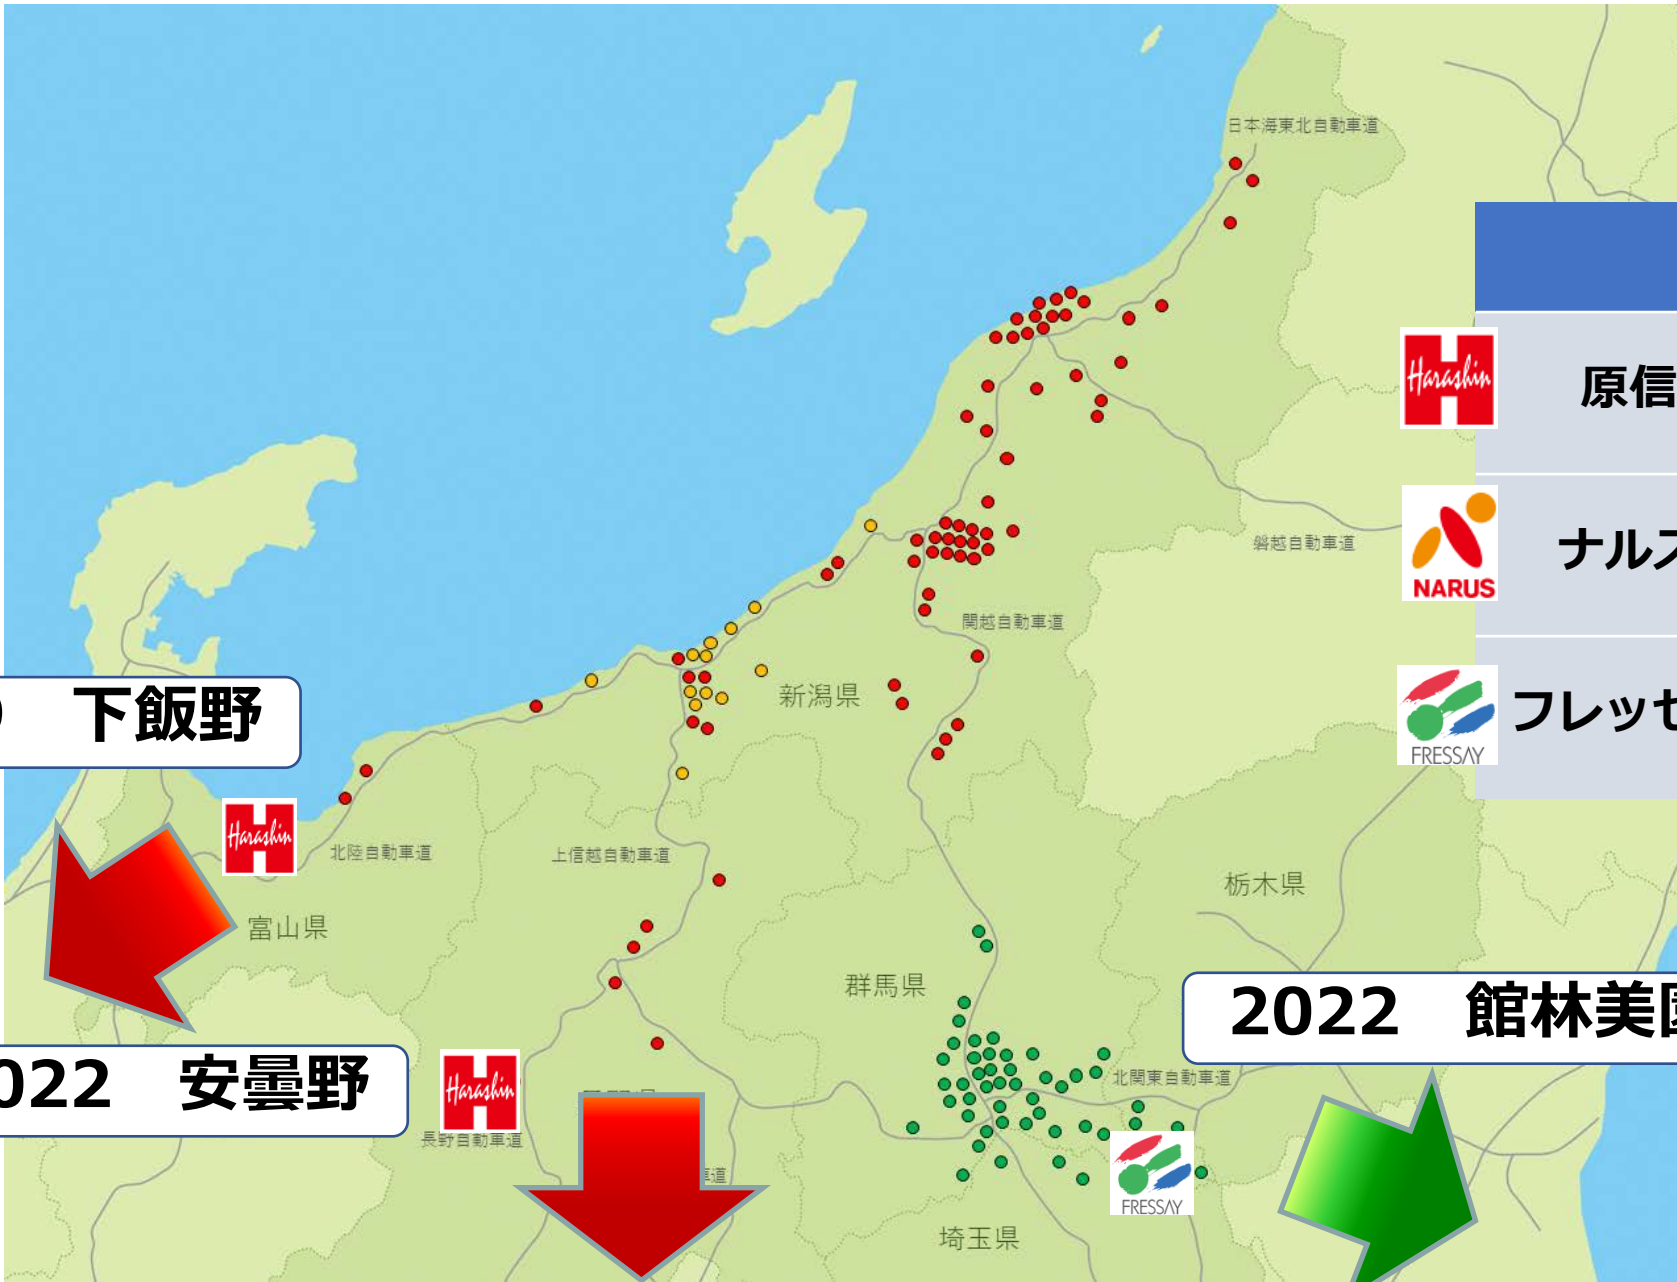 日本海東北自動車道
Harashin
原信
磐越自動車道
NARUS
ナルス
関越自動車道
新潟県
下飯野
FRESSAY
フレッセ
Harashin
北陸自動車道
上信越自動車道
栃木県
富山県
群馬県
2022 館林美園
022 安曇野
Harashin
北関東自動車道
長野自動車道
車道
FRESSAY
埼玉県